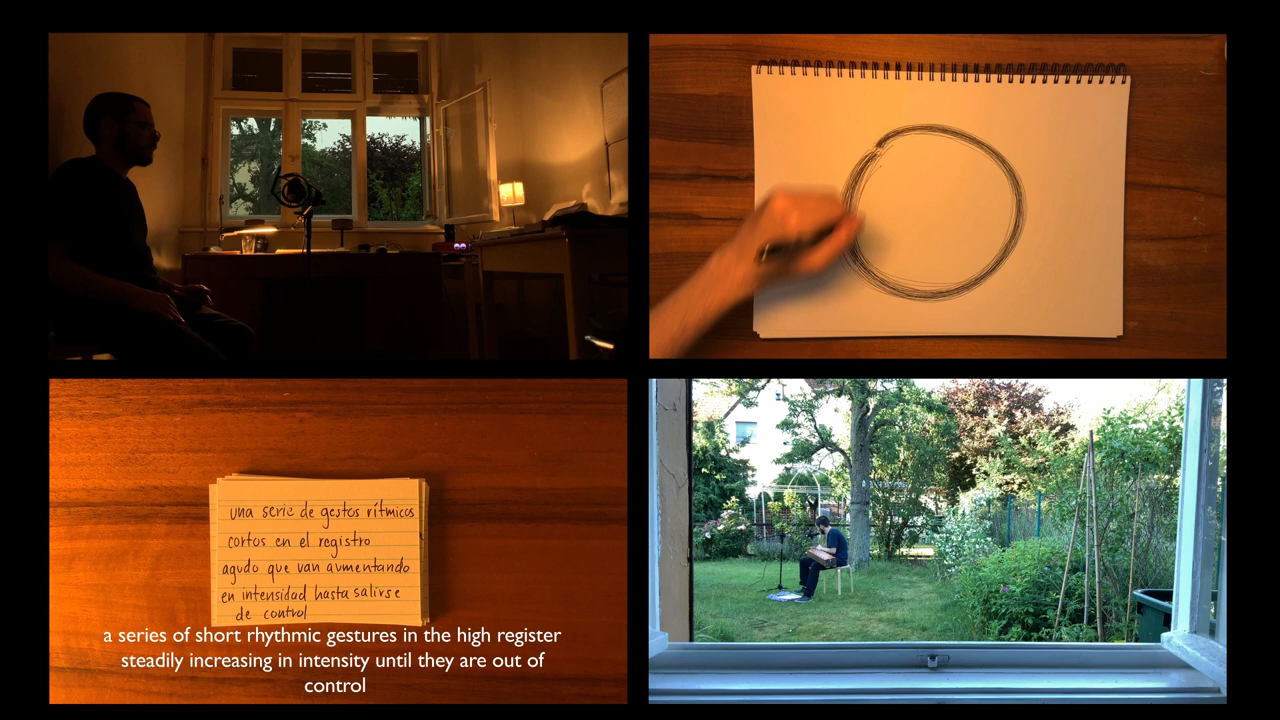 una serie de gestos rítmicos
cortos en el registro
agudo que van aumentando
en intensidad hasta salirse
de control
a series of short rhythmic gestures in the high register
steadily increasing in intensity until they are out of
control